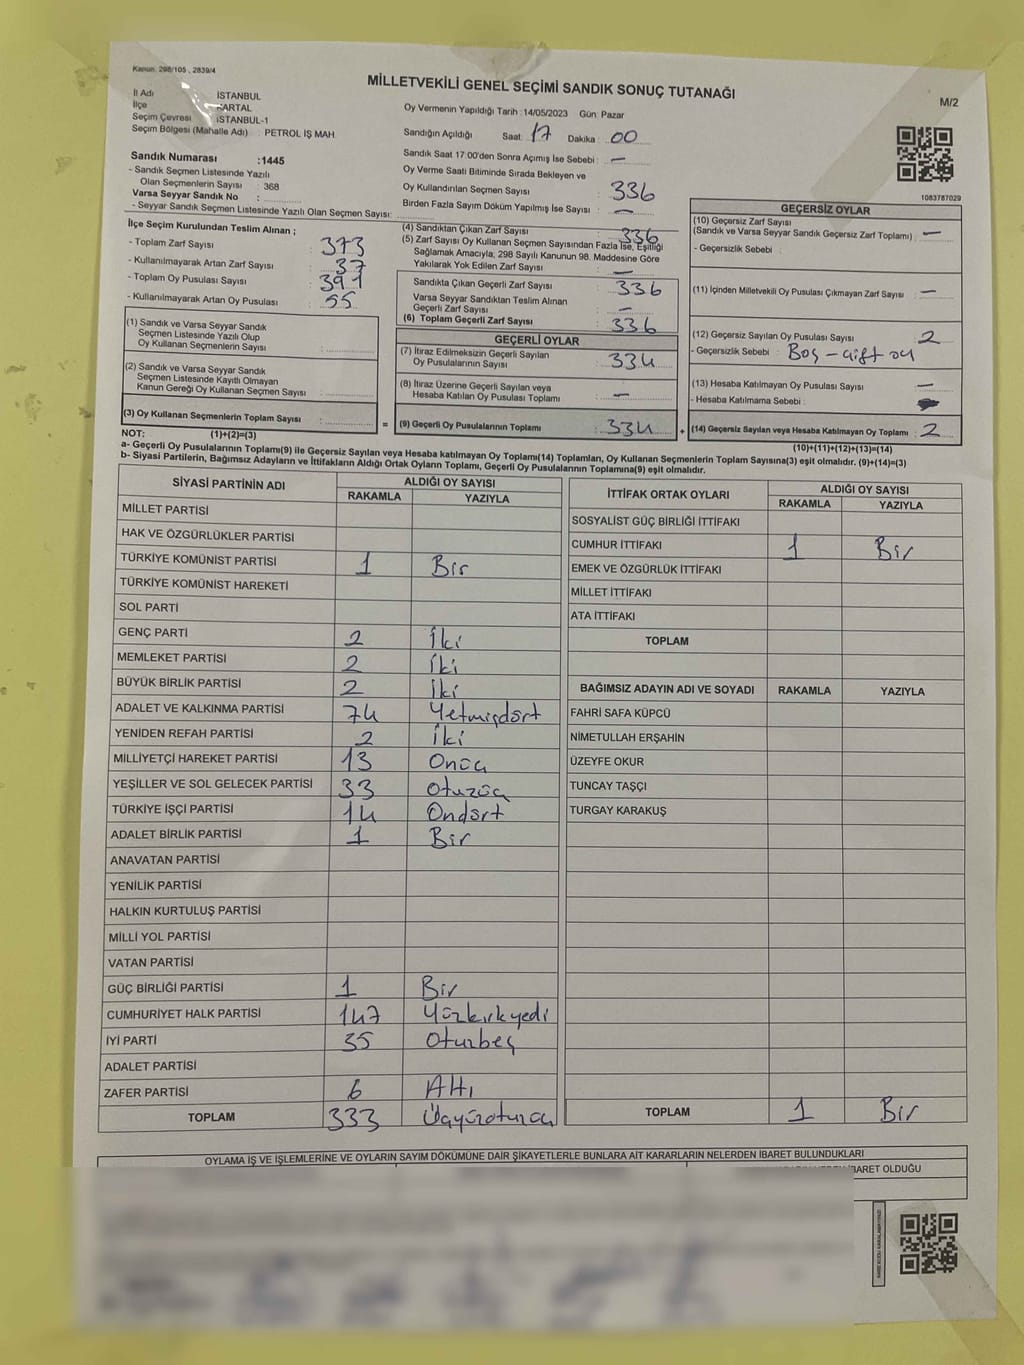 Kanun. 298/105 , 2839/4
MİLLETVEKİLİ GENEL SEÇİMİ SANDIK SONUÇ TUTANAĞI
M/2
İl Adı : İSTANBUL
İlçe KARTAL
Seçim Çevresi İSTANBUL-1
Seçim Bölgesi (Mahalle Adı) : PETROL İŞ MAH.
Oy Vermenin Yapıldığı Tarih : 14/05/2023 Gün: Pazar
Sandığın Açıldığı Saat: 17 Dakika : 00
Sandık Saat 17:00'den Sonra Açımış İse Sebebi : —
Oy Verme Saati Bitiminde Sırada Bekleyen ve
Oy Kullandırılan Seçmen Sayısı : 336
Birden Fazla Sayım Döküm Yapılmış İse Sayısı : —
Sandık Numarası :1445
- Sandık Seçmen Listesinde Yazılı
Olan Seçmenlerin Sayısı : 368
Varsa Seyyar Sandık No :
- Seyyar Sandık Seçmen Listesinde Yazılı Olan Seçmen Sayısı:
İlçe Seçim Kurulundan Teslim Alınan ;
- Toplam Zarf Sayısı : 373
- Kullanılmayarak Artan Zarf Sayısı : 37
- Toplam Oy Pusulası Sayısı : 391
- Kullanılmayarak Artan Oy Pusulası : 55
(1) Sandık ve Varsa Seyyar Sandık
Seçmen Listesinde Yazılı Olup
Oy Kullanan Seçmenlerin Sayısı :
(2) Sandık ve Varsa Seyyar Sandık
Seçmen Listesinde Kayıtlı Olmayan
Kanun Gereği Oy Kullanan Seçmen Sayısı :
(3) Oy Kullanan Seçmenlerin Toplam Sayısı :
(1)+(2)=(3)
(4) Sandıktan Çıkan Zarf Sayısı : 336
(5) Zarf Sayısı Oy Kullanan Seçmen Sayısından Fazla İse, Eşitliği
Sağlamak Amacıyla, 298 Sayılı Kanunun 98. Maddesine Göre
Yakılarak Yok Edilen Zarf Sayısı : —
Sandıkta Çıkan Geçerli Zarf Sayısı : 336
Varsa Seyyar Sandıktan Teslim Alınan
Geçerli Zarf Sayısı : —
(6) Toplam Geçerli Zarf Sayısı : 336
GEÇERLİ OYLAR
(7) İtiraz Edilmeksizin Geçerli Sayılan
Oy Pusulalarının Sayısı : 334
(8) İtiraz Üzerine Geçerli Sayılan veya
Hesaba Katılan Oy Pusulası Toplamı : —
= (9) Geçerli Oy Pusulalarının Toplamı : 334 +
1083787029
GEÇERSİZ OYLAR
(10) Geçersiz Zarf Sayısı
(Sandık ve Varsa Seyyar Sandık Geçersiz Zarf Toplamı) : —
- Geçersizlik Sebebi :
(11) İçinden Milletvekili Oy Pusulası Çıkmayan Zarf Sayısı : —
(12) Geçersiz Sayılan Oy Pusulası Sayısı : 2
- Geçersizlik Sebebi : Boş - çift oy
(13) Hesaba Katılmayan Oy Pusulası Sayısı : —
- Hesaba Katılmama Sebebi :
(14) Geçersiz Sayılan veya Hesaba Katılmayan Oy Toplamı : 2
(10)+(11)+(12)+(13)=(14)
NOT:
a- Geçerli Oy Pusulalarının Toplamı(9) ile Geçersiz Sayılan veya Hesaba katılmayan Oy Toplam(14) Toplamları, Oy Kullanan Seçmenlerin Toplam Sayısına(3) eşit olmalıdır. (9)+(14)=(3)
b- Siyasi Partilerin, Bağımsız Adayların ve İttifakların Aldığı Ortak Oyların Toplamı, Geçerli Oy Pusulalarının Toplamına(9) eşit olmalıdır.
SİYASİ PARTİNİN ADI ALDIĞI OY SAYISI
RAKAMLA YAZIYLA
MİLLET PARTİSİ
HAK VE ÖZGÜRLÜKLER PARTİSİ
TÜRKİYE KOMÜNİST PARTİSİ 1 Bir
TÜRKİYE KOMÜNİST HAREKETİ
SOL PARTİ
GENÇ PARTİ 2 İki
MEMLEKET PARTİSİ 2 İki
BÜYÜK BİRLİK PARTİSİ 2 İki
ADALET VE KALKINMA PARTİSİ 74 Yetmişdört
YENİDEN REFAH PARTİSİ 2 İki
MİLLİYETÇİ HAREKET PARTİSİ 13 Onüç
YEŞİLLER VE SOL GELECEK PARTİSİ 33 Otuzüç
TÜRKİYE İŞÇİ PARTİSİ 14 Ondört
ADALET BİRLİK PARTİSİ 1 Bir
ANAVATAN PARTİSİ
YENİLİK PARTİSİ
HALKIN KURTULUŞ PARTİSİ
MİLLİ YOL PARTİSİ
VATAN PARTİSİ
GÜÇ BİRLİĞİ PARTİSİ 1 Bir
CUMHURİYET HALK PARTİSİ 147 Yüzkırkyedi
İYİ PARTİ 35 Oturbeş
ADALET PARTİSİ
ZAFER PARTİSİ 6 Altı
TOPLAM 333 Üçyüzotuzüç
İTTİFAK ORTAK OYLARI ALDIĞI OY SAYISI
RAKAMLA YAZIYLA
SOSYALİST GÜÇ BİRLİĞİ İTTİFAKI
CUMHUR İTTİFAKI 1 Bir
EMEK VE ÖZGÜRLÜK İTTİFAKI
MİLLET İTTİFAKI
ATA İTTİFAKI
TOPLAM
BAĞIMSIZ ADAYIN ADI VE SOYADI RAKAMLA YAZIYLA
FAHRİ SAFA KÜPCÜ
NİMETULLAH ERŞAHİN
ÜZEYFE OKUR
TUNCAY TAŞÇI
TURGAY KARAKUŞ
TOPLAM 1 Bir
OYLAMA İŞ VE İŞLEMLERİNE VE OYLARIN SAYIM DÖKÜMÜNE DAİR ŞİKAYETLERLE BUNLARA AİT KARARLARIN NELERDEN İBARET BULUNDUKLARI
İBARET OLDUĞU